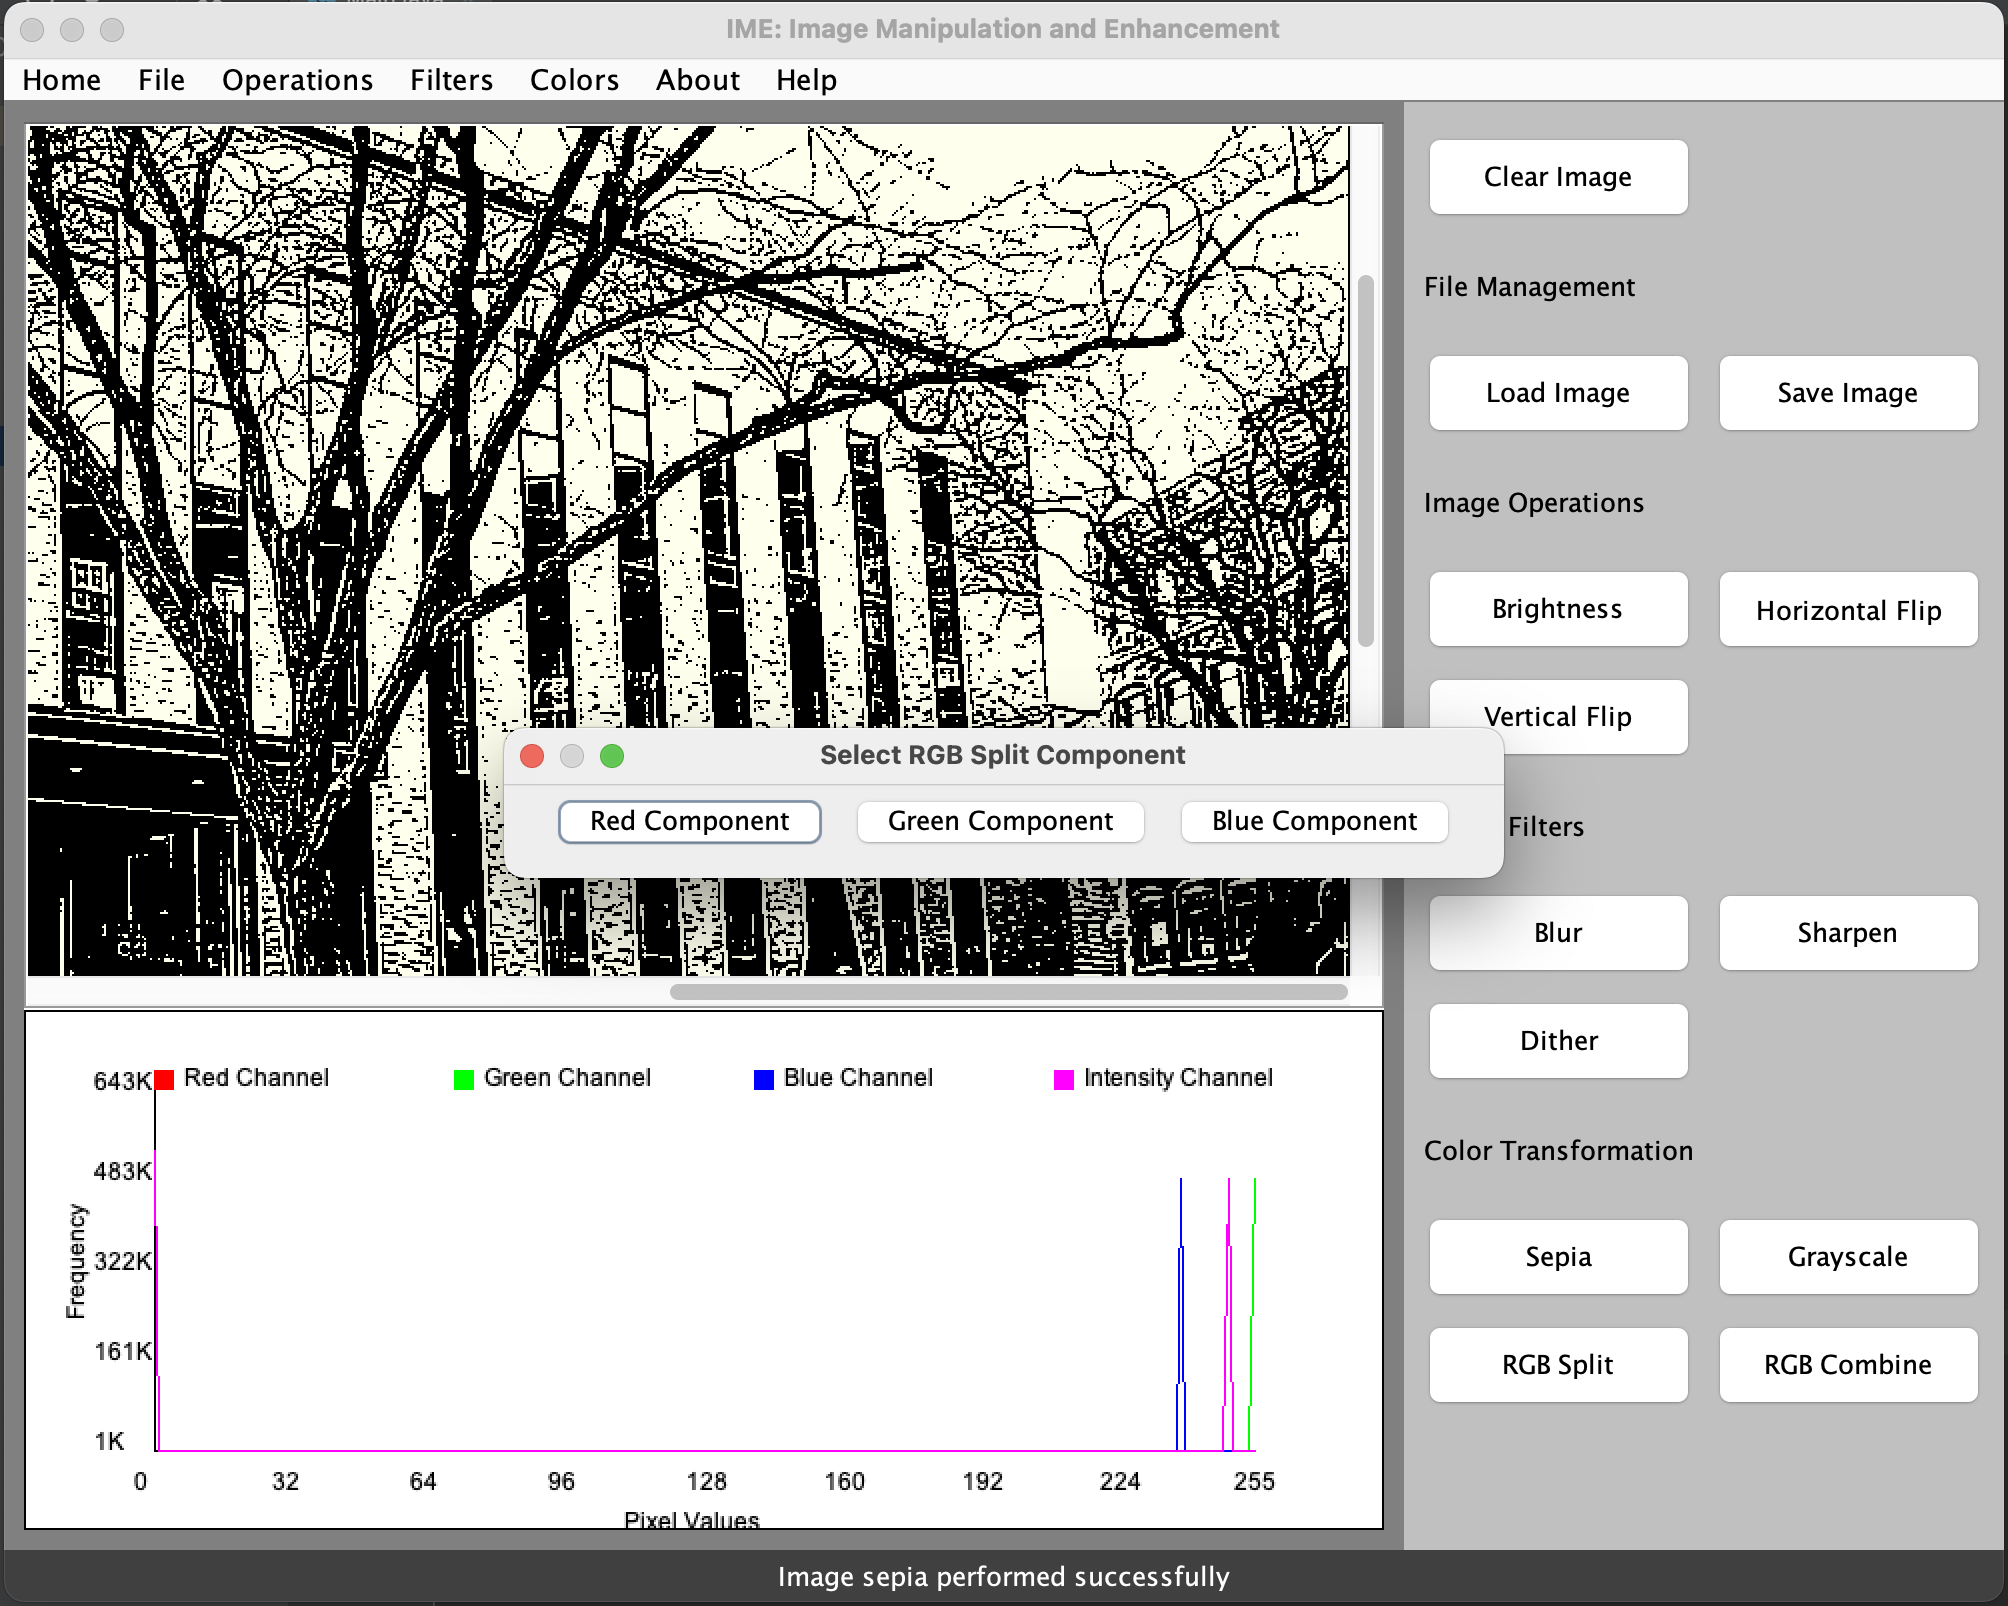 IME: Image Manipulation and Enhancement
Home File Operations Filters Colors About Help
Clear Image
File Management
Load Image Save Image
Image Operations
Brightness Horizontal Flip
Vertical Flip
Select RGB Split Component
Red Component Green Component Blue Component
Filters
Blur Sharpen
Dither
Color Transformation
Sepia Grayscale
RGB Split RGB Combine
Red Channel Green Channel Blue Channel Intensity Channel
643K
483K
322K
161K
1K
Frequency
0 32 64 96 128 160 192 224 255
Pixel Values
Image sepia performed successfully